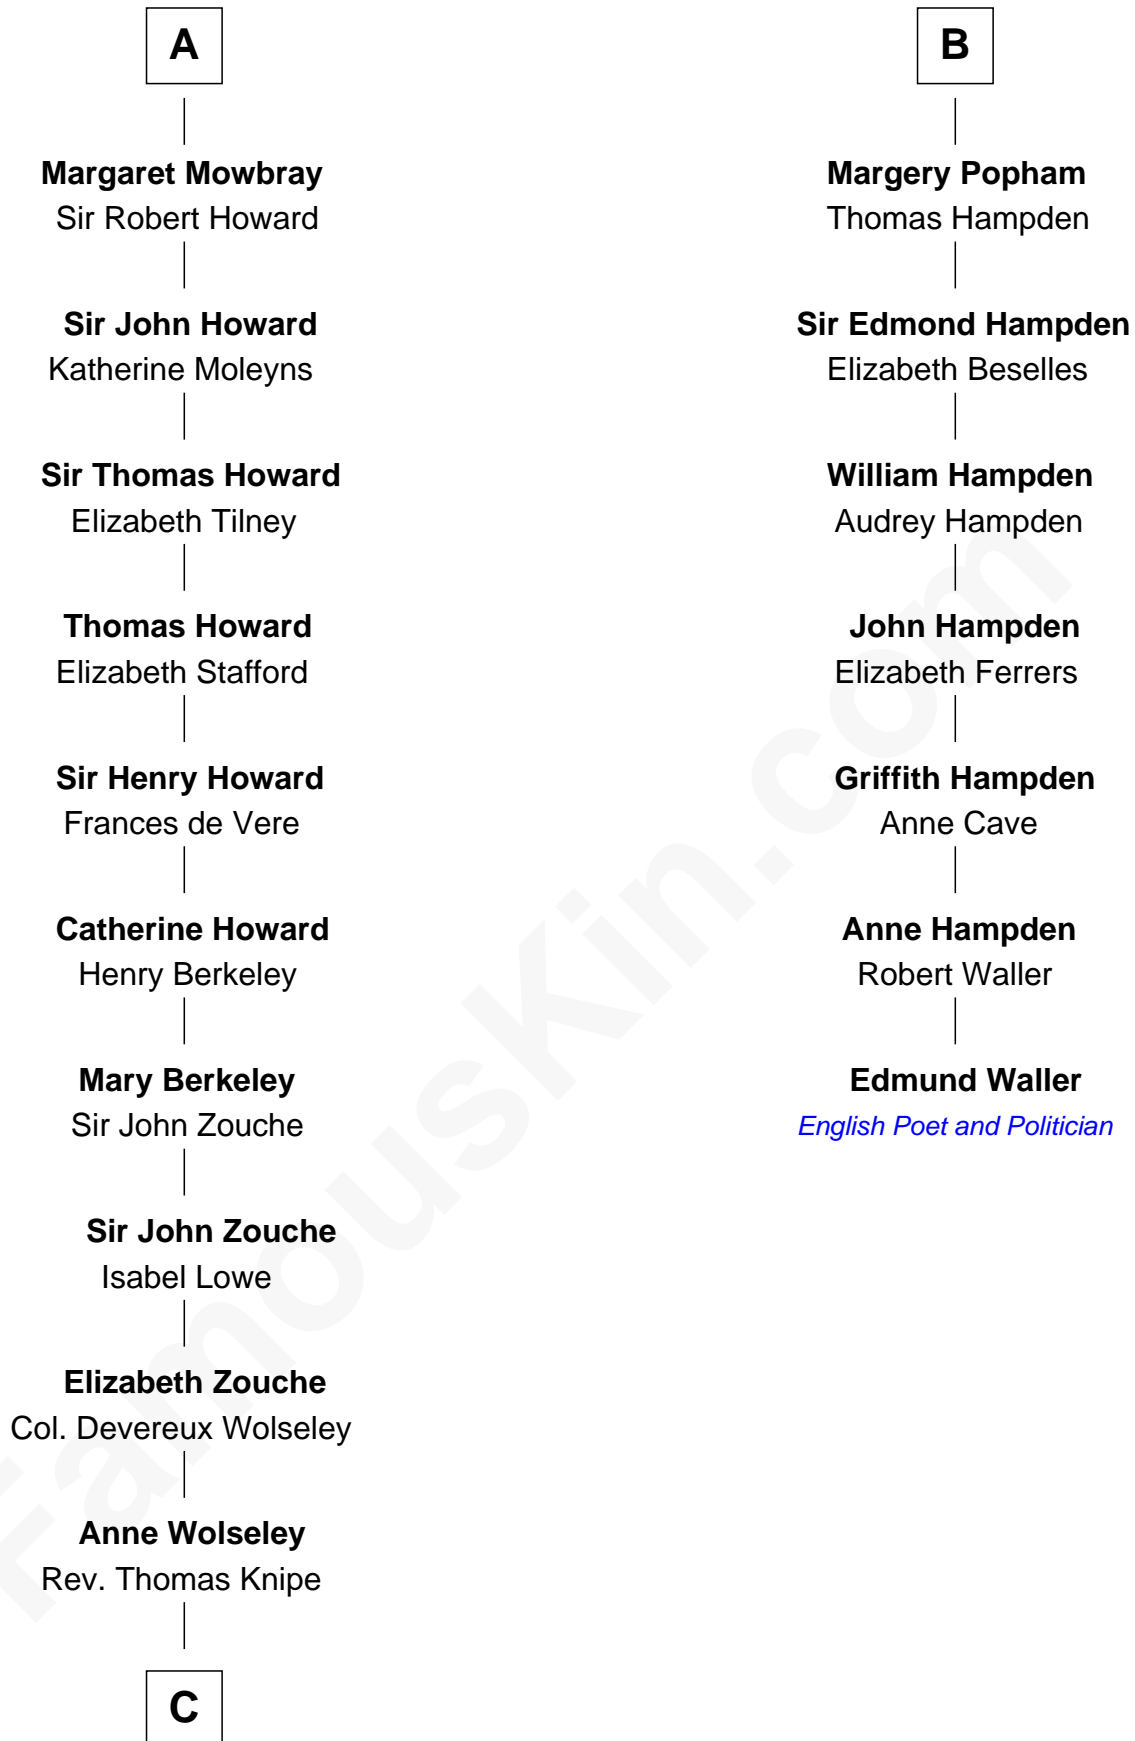 A
Margaret Mowbray
Sir Robert Howard
Sir John Howard
Katherine Moleyns
Sir Thomas Howard
Elizabeth Tilney
Thomas Howard
Elizabeth Stafford
Sir Henry Howard
Frances de Vere
Catherine Howard
Henry Berkeley
Mary Berkeley
Sir John Zouche
Sir John Zouche
Isabel Lowe
Elizabeth Zouche
Col. Devereux Wolseley
Anne Wolseley
Rev. Thomas Knipe
C
B
Margery Popham
Thomas Hampden
Sir Edmond Hampden
Elizabeth Beselles
William Hampden
Audrey Hampden
John Hampden
Elizabeth Ferrers
Griffith Hampden
Anne Cave
Anne Hampden
Robert Waller
Edmund Waller
English Poet and Politician
FamousKin.com